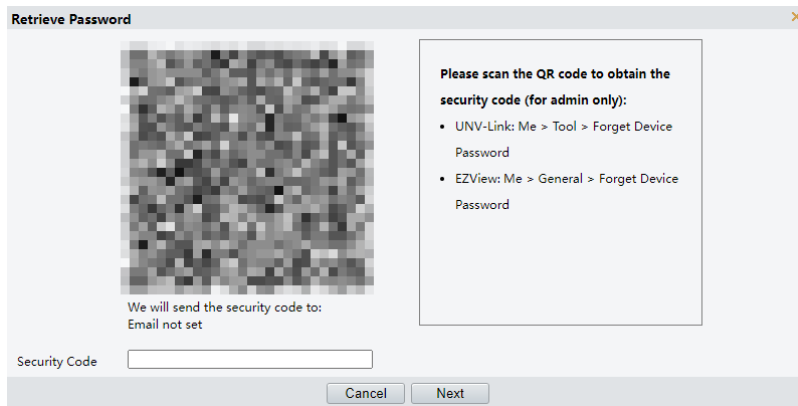 Retrieve Password
Please scan the QR code to obtain the
security code (for admin only):
• UNV-Link: Me > Tool > Forget Device
Password
• EZView: Me > General > Forget Device
Password
We will send the security code to:
Email not set
Security Code
Cancel Next